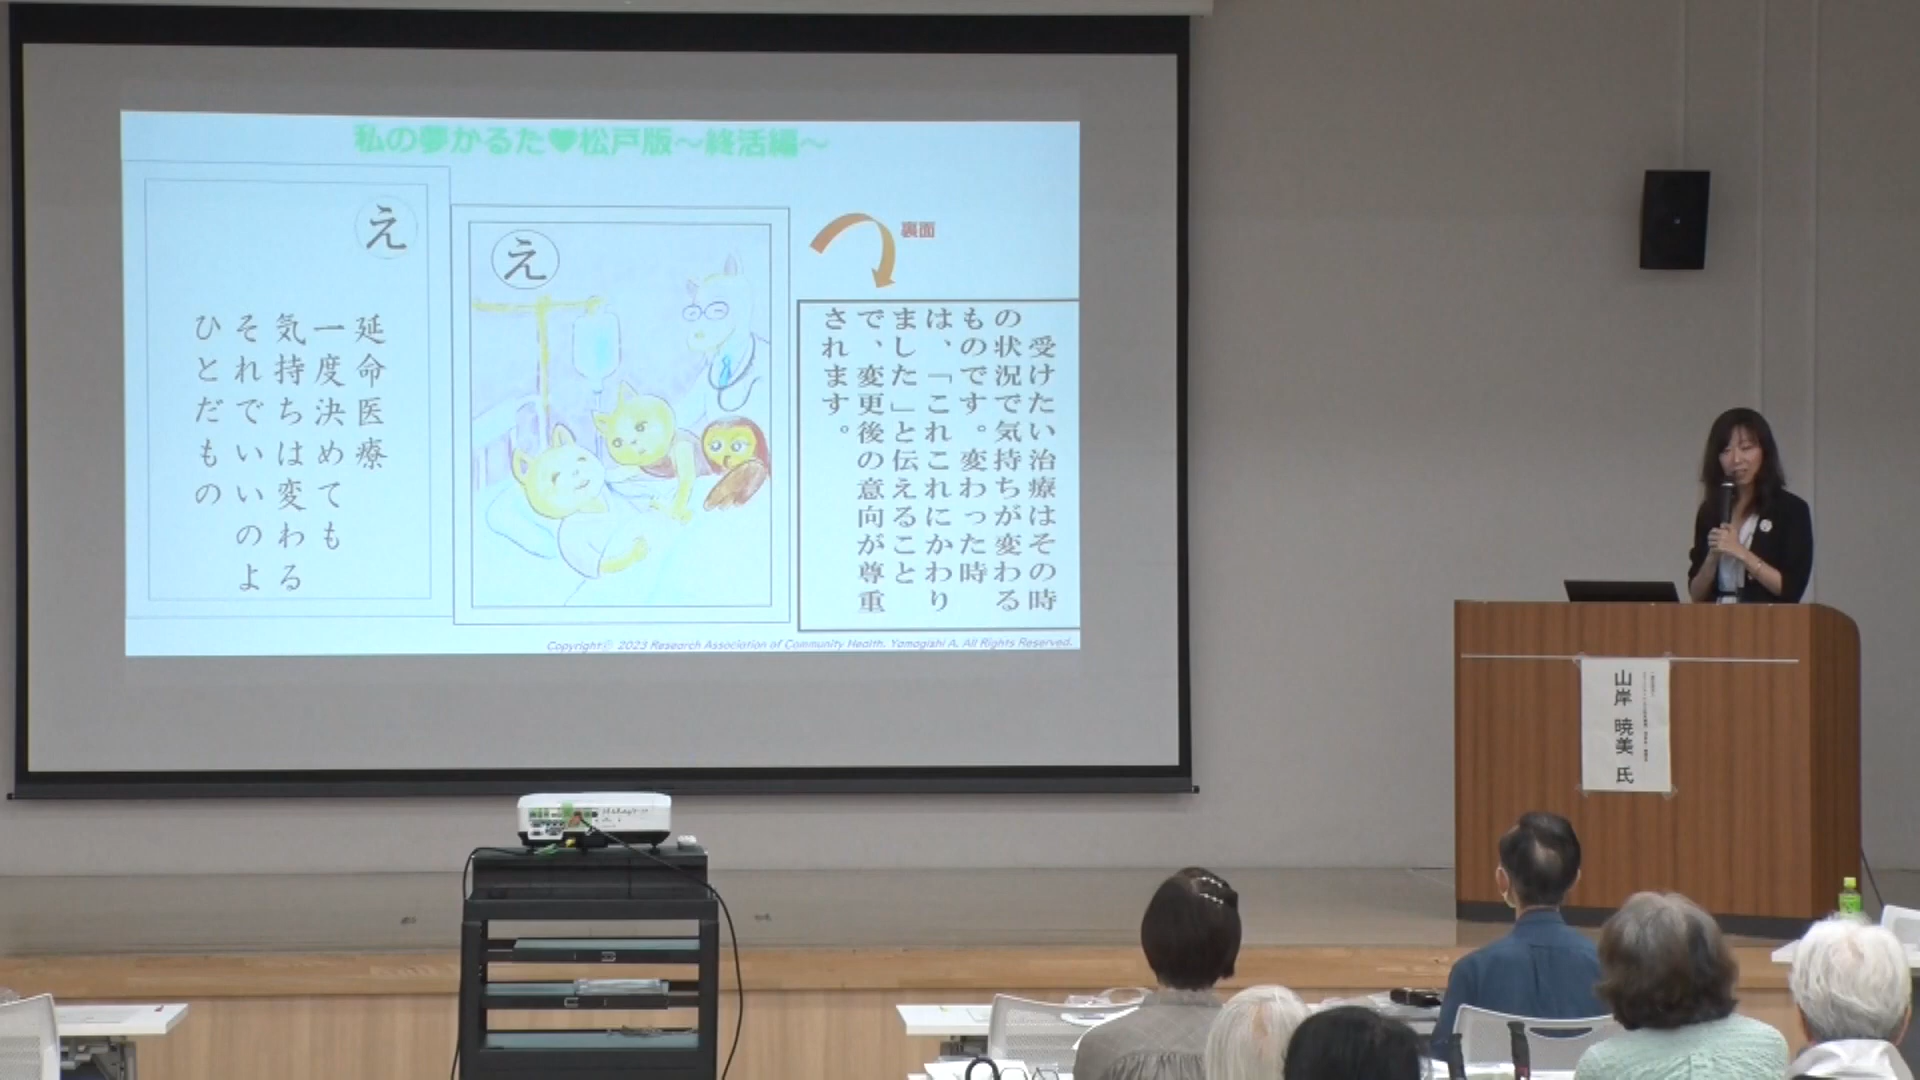 私の夢かるた♥松戸版～終活編～
え
延命医療
一度決めても
気持ちは変わる
それでいいのよ
ひとだもの
え
裏面
受けたい治療はその時
の状況で気持ちが変わる
ものです。変わった時
は、「これこれにかわり
ました」と伝えること
で、変更後の意向が尊重
されます。
Copyright© 2023 Research Association of Community Health, Yamagishi A. All Rights Reserved.
山岸 暁美 氏